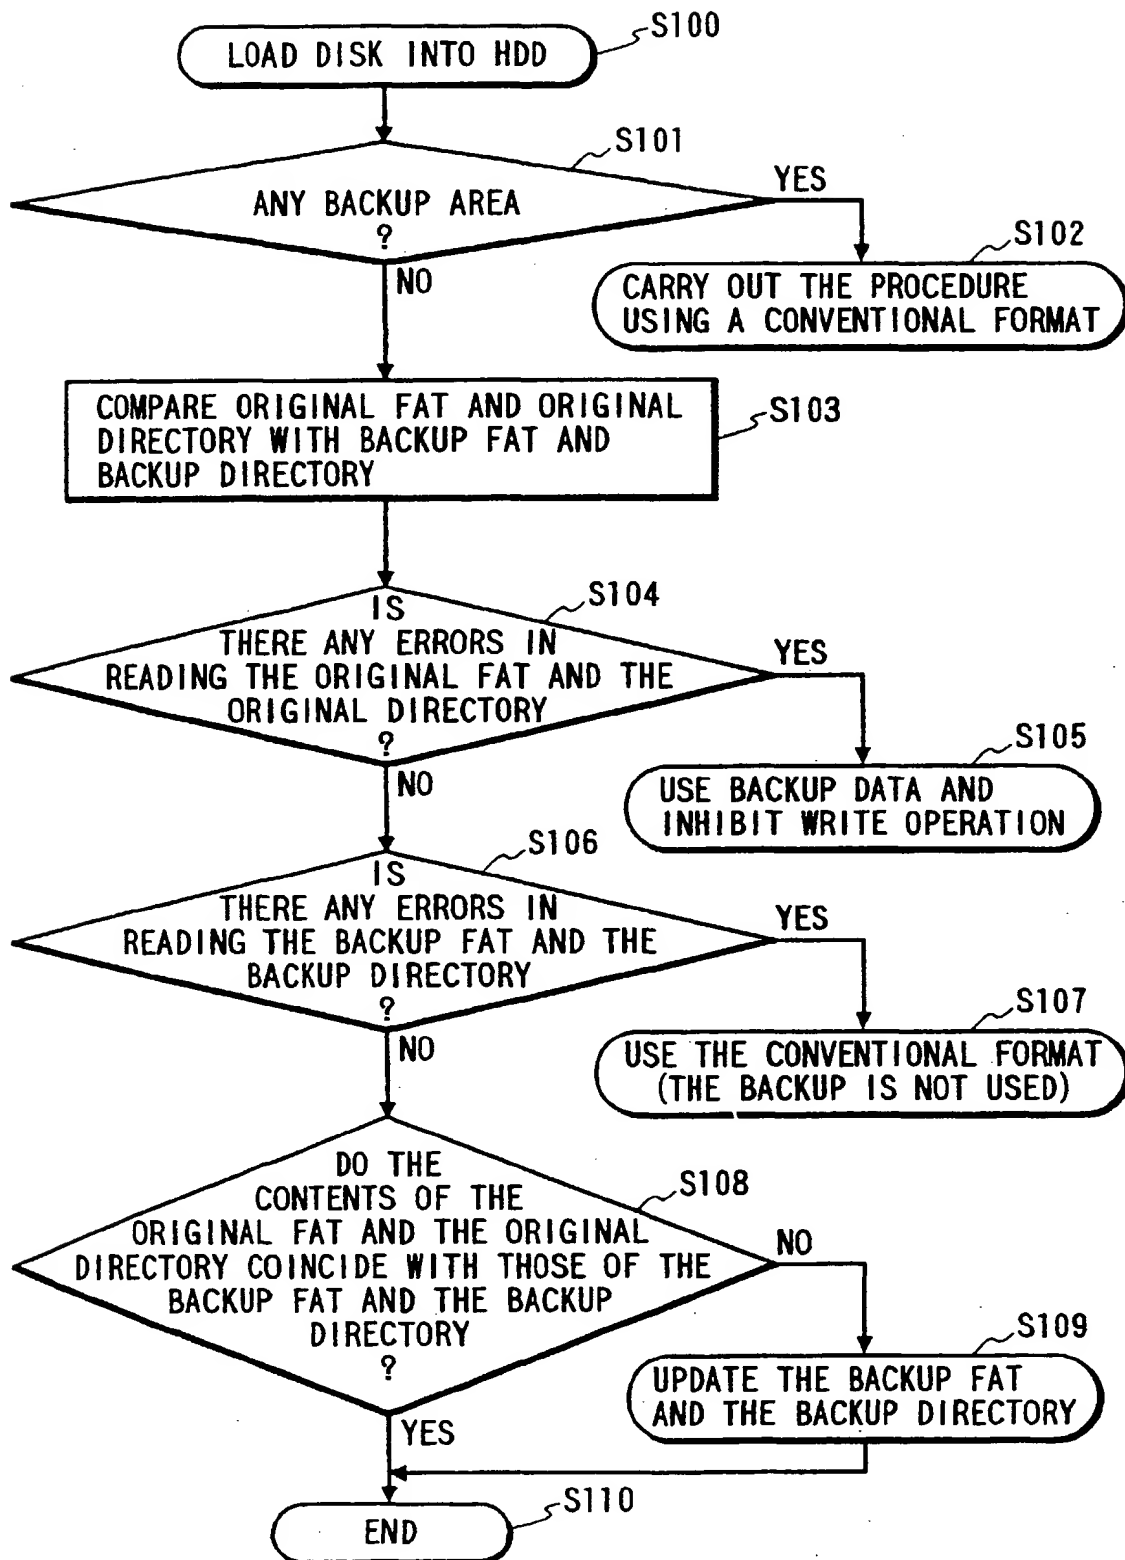 S100
LOAD DISK INTO HDD
S101
YES
ANY BACKUP AREA
?
NO
S102
CARRY OUT THE PROCEDURE
USING A CONVENTIONAL FORMAT
COMPARE ORIGINAL FAT AND ORIGINAL
DIRECTORY WITH BACKUP FAT AND
BACKUP DIRECTORY
S103
S104
IS
THERE ANY ERRORS IN
READING THE ORIGINAL FAT AND THE
ORIGINAL DIRECTORY
?
YES
NO
S105
USE BACKUP DATA AND
INHIBIT WRITE OPERATION
S106
IS
THERE ANY ERRORS IN
READING THE BACKUP FAT AND THE
BACKUP DIRECTORY
?
YES
NO
S107
USE THE CONVENTIONAL FORMAT
(THE BACKUP IS NOT USED)
S108
DO THE
CONTENTS OF THE
ORIGINAL FAT AND THE ORIGINAL
DIRECTORY COINCIDE WITH THOSE OF THE
BACKUP FAT AND THE BACKUP
DIRECTORY
?
NO
YES
S109
UPDATE THE BACKUP FAT
AND THE BACKUP DIRECTORY
S110
END